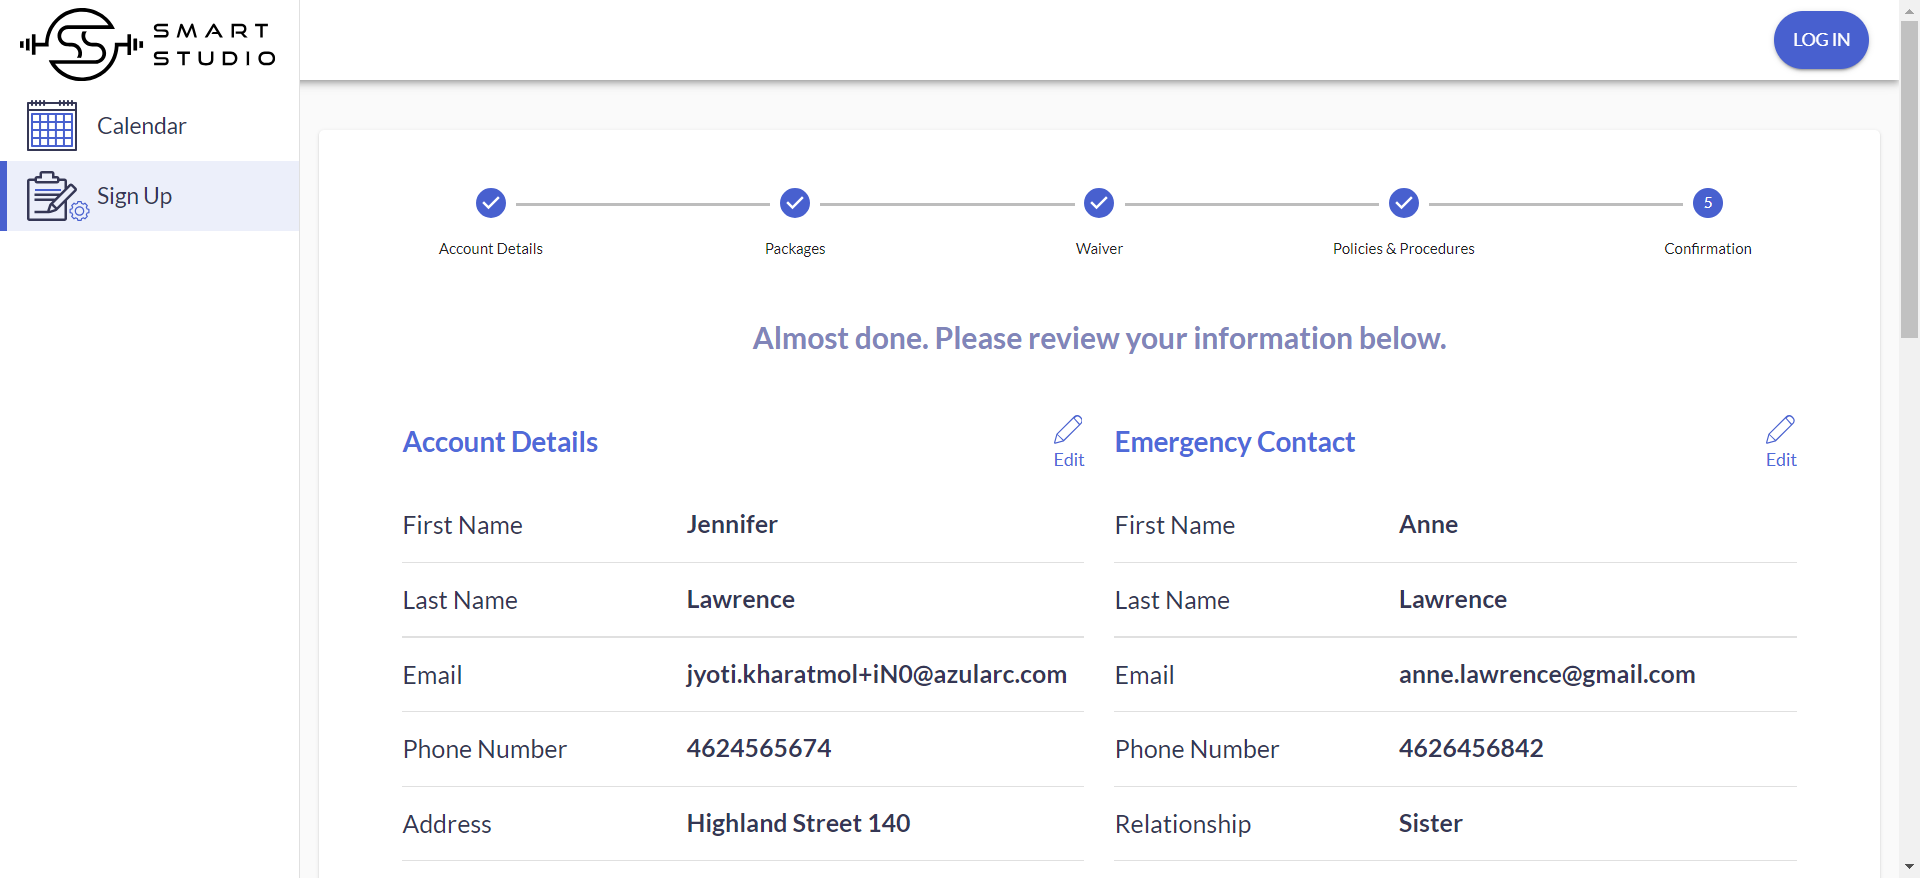 SMART
STUDIO
LOG IN
Calendar
Sign Up
5
Account Details
Packages
Waiver
Policies & Procedures
Confirmation
Almost done. Please review your information below.
Account Details
Edit
First Name Jennifer
Last Name Lawrence
Email jyoti.kharatmol+iN0@azularc.com
Phone Number 4624565674
Address Highland Street 140
Emergency Contact
Edit
First Name Anne
Last Name Lawrence
Email anne.lawrence@gmail.com
Phone Number 4626456842
Relationship Sister